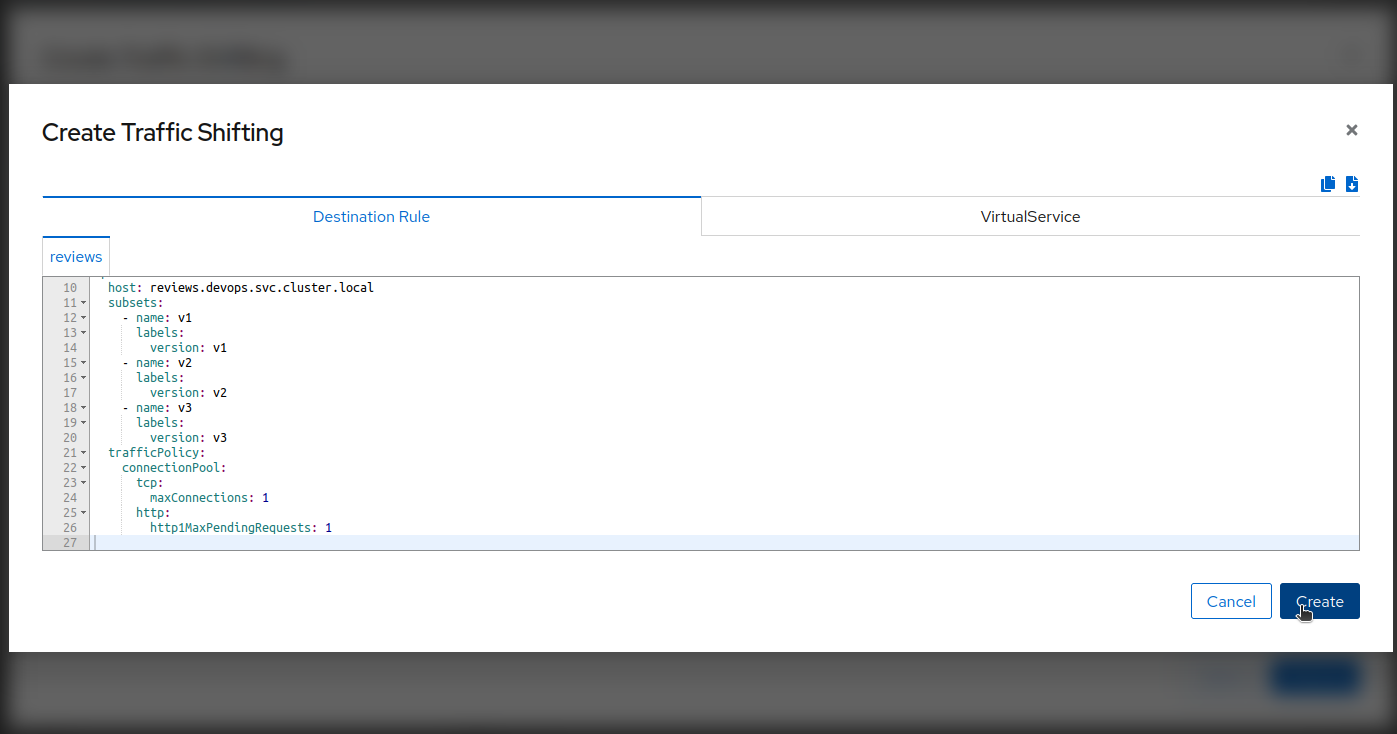 Create Traffic Shifting
×
Destination Rule
VirtualService
reviews
10 host: reviews.devops.svc.cluster.local
11 subsets:
12 - name: v1
13 labels:
14 version: v1
15 - name: v2
16 labels:
17 version: v2
18 - name: v3
19 labels:
20 version: v3
21 trafficPolicy:
22 connectionPool:
23 tcp:
24 maxConnections: 1
25 http:
26 http1MaxPendingRequests: 1
27
Cancel
Create